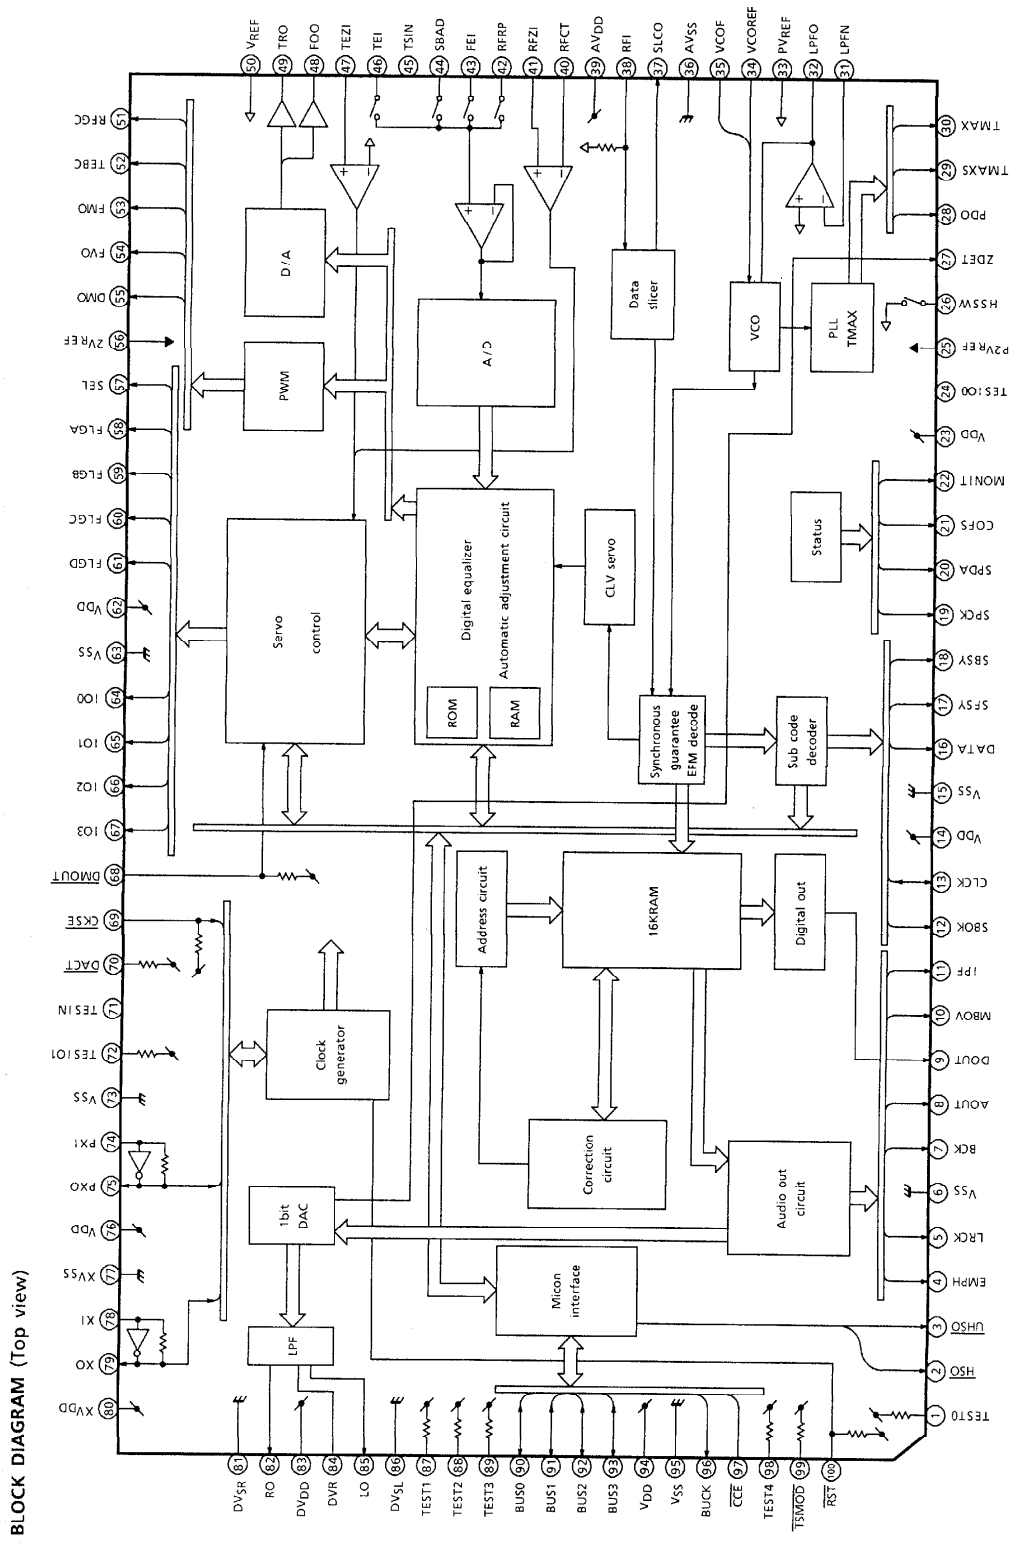 BLOCK DIAGRAM (Top view)
50 VREF
49 TRO
48 FOO
47 TEZI
46 TEI
45 TSIN
44 SBAD
43 FEI
42 RFRP
41 RFZI
40 RFCT
39 AVDD
38 RFI
37 SLCO
36 AVSS
35 VCOF
34 VCOREF
33 PVREF
32 LPFO
31 LPFN
51 RFGC
52 TEBC
53 FMO
54 FVO
55 DMO
56 2VREF
57 SEL
58 FLGA
59 FLGB
60 FLGC
61 FLGD
62 VDD
63 VSS
64 IO0
65 IO1
66 IO2
67 IO3
68 DMOUT
69 CKSE
70 DACT
71 TESIN
72 TESIO1
73 VSS
74 PXI
75 PXO
76 VDD
77 XVSS
78 XI
79 XO
80 XVDD
30 TMAX
29 TMAXS
28 PDO
27 ZDET
26 HSSW
25 P2VREF
24 TESIO0
23 VDD
22 MONIT
21 COFS
20 SPDA
19 SPCK
18 SBSY
17 SFSY
16 DATA
15 VSS
14 VDD
13 CLCK
12 SBOK
11 IPF
10 MBOV
9 DOUT
8 AOUT
7 BCK
6 VSS
5 LRCK
4 EMPH
3 UHSO
2 HSO
1 TEST0
D/A
PWM
A/D
+
−
+
−
+
−
+
−
Data
slicer
VCO
PLL
TMAX
Servo
control
Digital equalizer
Automatic adjustment circuit
ROM
RAM
CLV servo
Status
Synchronous
guarantee
EFM decode
Sub code
decoder
Address circuit
16KRAM
Digital out
Clock
generator
Correction
circuit
Audio out
circuit
1bit
DAC
LPF
Micon
interface
81 DVSR
82 RO
83 DVDD
84 DVR
85 LO
86 DVSL
87 TEST1
88 TEST2
89 TEST3
90 BUS0
91 BUS1
92 BUS2
93 BUS3
94 VDD
95 VSS
96 BUCK
97 CCE
98 TEST4
99 TSMOD
100 RST